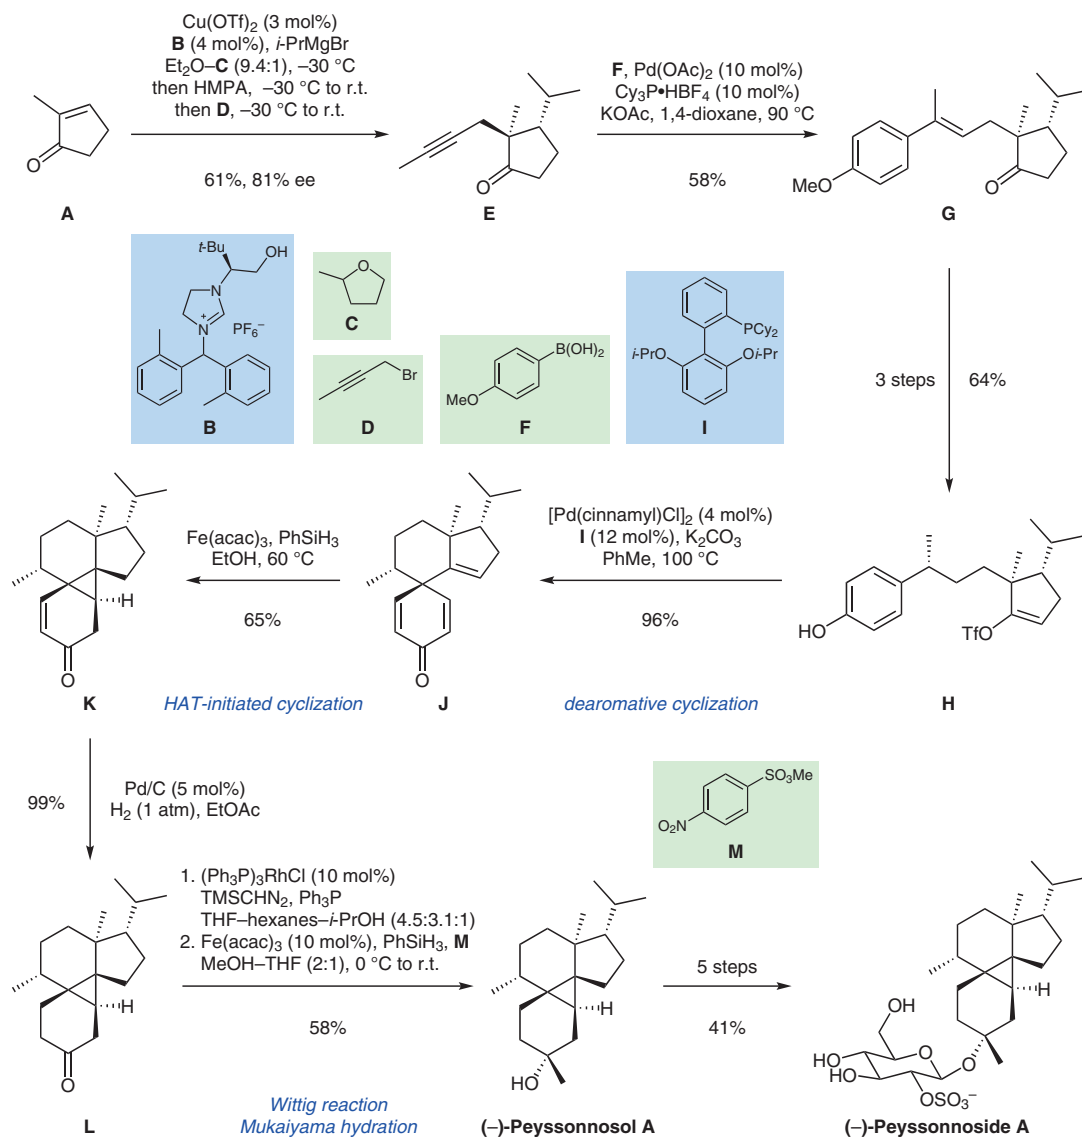 Cu(OTf)2 (3 mol%)
B (4 mol%), i-PrMgBr
Et2O–C (9.4:1), –30 °C
then HMPA, –30 °C to r.t.
then D, –30 °C to r.t.
61%, 81% ee
O
A
O
E
F, Pd(OAc)2 (10 mol%)
Cy3P•HBF4 (10 mol%)
KOAc, 1,4-dioxane, 90 °C
58%
MeO
O
G
t-Bu
OH
N
+
N
PF6–
B
O
C
Br
D
B(OH)2
MeO
F
PCy2
i-PrO
Oi-Pr
I
3 steps
64%
HO
TfO
H
[Pd(cinnamyl)Cl]2 (4 mol%)
I (12 mol%), K2CO3
PhMe, 100 °C
96%
dearomative cyclization
O
J
Fe(acac)3, PhSiH3
EtOH, 60 °C
65%
HAT-initiated cyclization
H
O
K
99%
Pd/C (5 mol%)
H2 (1 atm), EtOAc
H
O
L
1. (Ph3P)3RhCl (10 mol%)
TMSCHN2, Ph3P
THF–hexanes–i-PrOH (4.5:3.1:1)
2. Fe(acac)3 (10 mol%), PhSiH3, M
MeOH–THF (2:1), 0 °C to r.t.
58%
Wittig reaction
Mukaiyama hydration
SO3Me
O2N
M
H
HO
(–)-Peyssonnosol A
5 steps
41%
H
OH
O
HO
HO
O
OSO3–
(–)-Peyssonnoside A